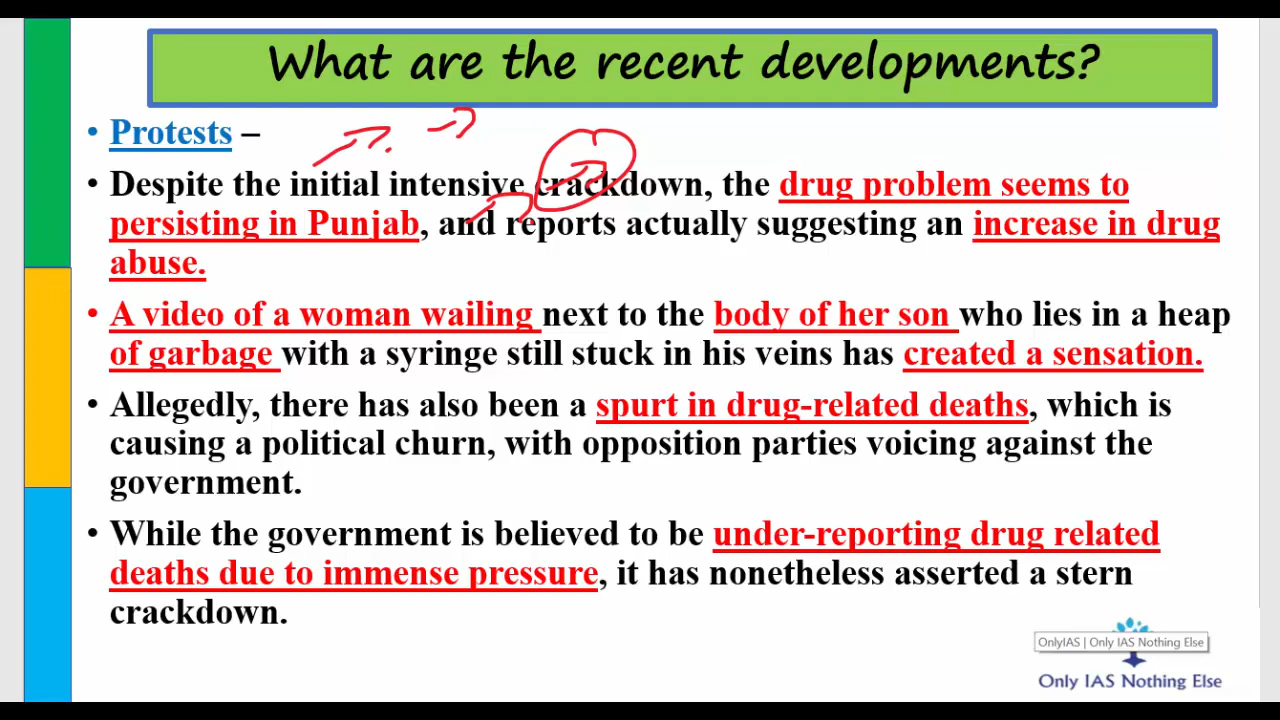 What are the recent developments?
• Protests –
• Despite the initial intensive crackdown, the drug problem seems to
persisting in Punjab, and reports actually suggesting an increase in drug
abuse.
• A video of a woman wailing next to the body of her son who lies in a heap
of garbage with a syringe still stuck in his veins has created a sensation.
• Allegedly, there has also been a spurt in drug-related deaths, which is
causing a political churn, with opposition parties voicing against the
government.
• While the government is believed to be under-reporting drug related
deaths due to immense pressure, it has nonetheless asserted a stern
crackdown.
OnlyIAS | Only IAS Nothing Else
Only IAS Nothing Else